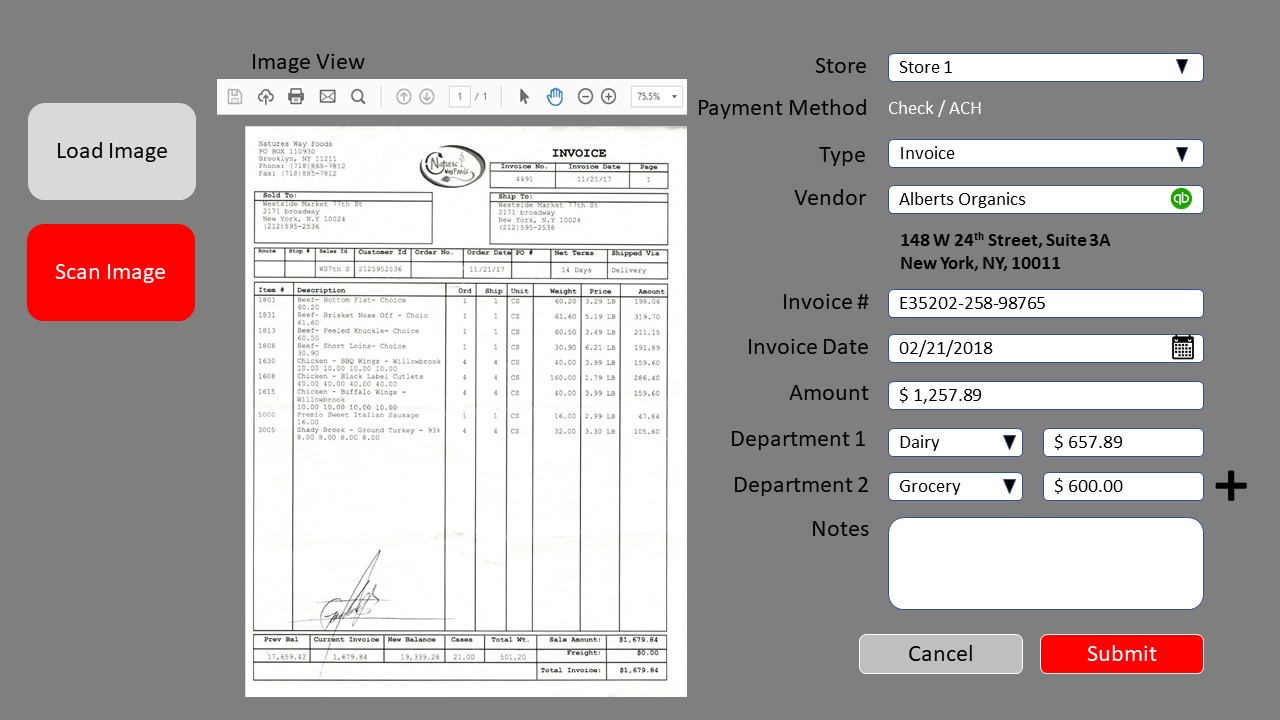 Image View
Load Image
Scan Image
1 / 1
75.5%
Natures Way Foods
PO BOX 110930
Brooklyn, NY 11211
Phone: (718)885-7812
Fax: (718)885-7812
Nature's
Way Foods
INVOICE
Invoice No. Invoice Date Page
4491 11/21/17 1
Sold To:
Westside Market 77th St
2171 broadway
New York, N.Y 10024
(212)595-2536
Ship To:
Westside Market 77th St
2171 broadway
New York, N.Y 10024
(212)595-2536
Route Stop # Sales Id Customer Id Order No. Order Date PO # Net Terms Shipped Via
WS7th S 2125952536 11/21/17 14 Days Delivery
Item # Description Ord Ship Unit Weight Price Amount
1801 Beef- Bottom Flat- Choice 1 1 CS 60.20 3.29 LB 198.06
60.20
1831 Beef- Brisket Nose Off - Choic 1 1 CS 61.60 5.19 LB 319.70
61.60
1813 Beef- Peeled Knuckle- Choice 1 1 CS 60.50 3.49 LB 211.15
60.50
1808 Beef- Short Loins- Choice 1 1 CS 30.90 6.21 LB 191.89
30.90
1630 Chicken - BBQ Wings - Willowbrook 4 4 CS 40.00 3.99 LB 159.60
10.00 10.00 10.00 10.00
1608 Chicken - Black Label Cutlets 4 4 CS 160.00 1.79 LB 286.40
40.00 40.00 40.00 40.00
1615 Chicken - Buffalo Wings - 4 4 CS 40.00 3.99 LB 159.60
Willowbrook
10.00 10.00 10.00 10.00
5000 Premio Sweet Italian Sausage 1 1 CS 16.00 2.99 LB 47.84
16.00
3005 Shady Brook - Ground Turkey - 93% 4 4 CS 32.00 3.30 LB 105.60
8.00 8.00 8.00 8.00
Prev Bal Current Invoice New Balance Cases Total Wt. Sale Amount: $1,679.84
17,659.42 1,679.84 19,339.26 21.00 501.20 Freight: $0.00
Total Invoice: $1,679.84
Store Store 1
Payment Method Check / ACH
Type Invoice
Vendor Alberts Organics qb
148 W 24th Street, Suite 3A
New York, NY, 10011
Invoice # E35202-258-98765
Invoice Date 02/21/2018
Amount $ 1,257.89
Department 1 Dairy $ 657.89
Department 2 Grocery $ 600.00
Notes
Cancel Submit